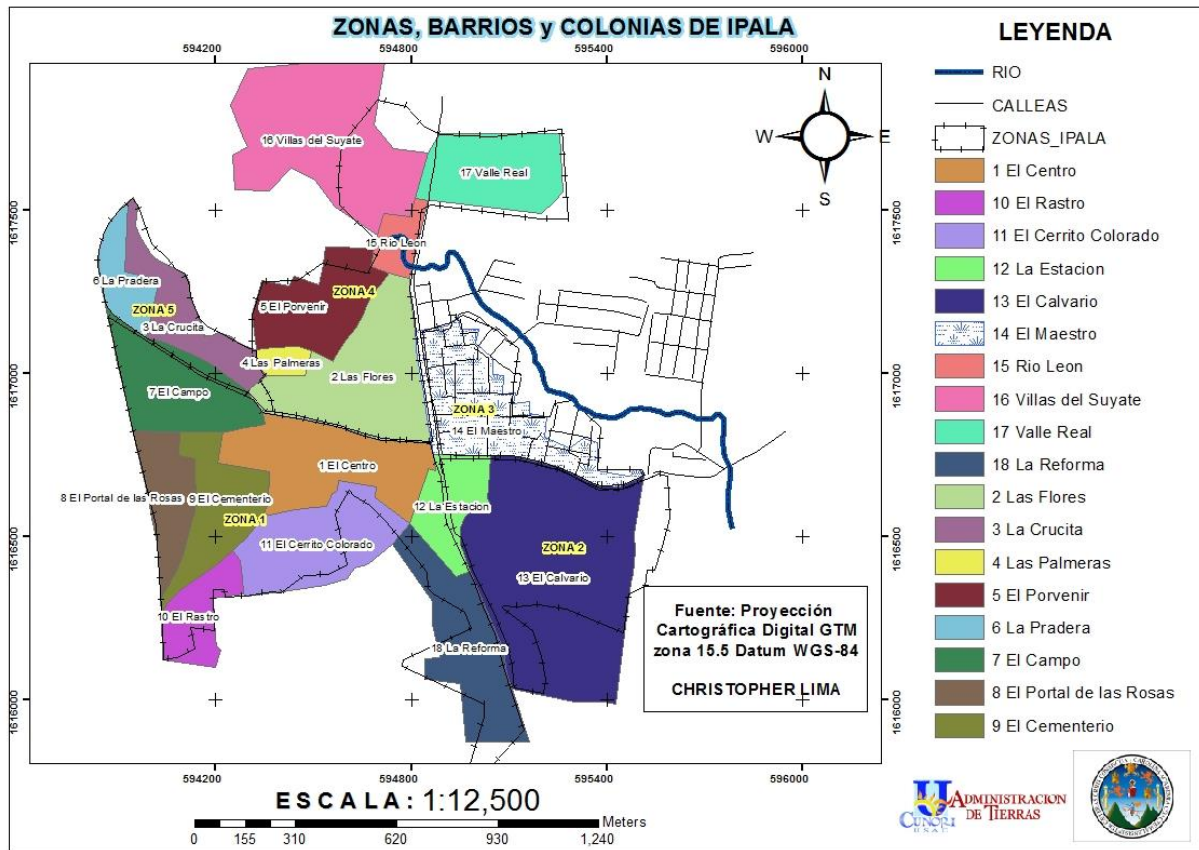 ZONAS, BARRIOS y COLONIAS DE IPALA
594200 594800 595400 596000
1617500
1617000
1616500
1616000
16 Villas del Suyate
17 Valle Real
15 Rio Leon
6 La Pradera
ZONA 5
3 La Crucita
5 El Porvenir
ZONA 4
4 Las Palmeras
2 Las Flores
7 El Campo
ZONA 3
14 El Maestro
1 El Centro
8 El Portal de las Rosas
9 El Cementerio
ZONA 1
12 La Estacion
11 El Cerrito Colorado
ZONA 2
13 El Calvario
10 El Rastro
18 La Reforma
N
W E
S
1617500
1617000
1616500
1616000
Fuente: Proyección
Cartográfica Digital GTM
zona 15.5 Datum WGS-84
CHRISTOPHER LIMA
594200 594800 595400 596000
ESCALA: 1:12,500
Meters
0 155 310 620 930 1,240
LEYENDA
RIO
CALLEAS
ZONAS_IPALA
1 El Centro
10 El Rastro
11 El Cerrito Colorado
12 La Estacion
13 El Calvario
14 El Maestro
15 Rio Leon
16 Villas del Suyate
17 Valle Real
18 La Reforma
2 Las Flores
3 La Crucita
4 Las Palmeras
5 El Porvenir
6 La Pradera
7 El Campo
8 El Portal de las Rosas
9 El Cementerio
U
CUNORI
USAC
ADMINISTRACION
DE TIERRAS